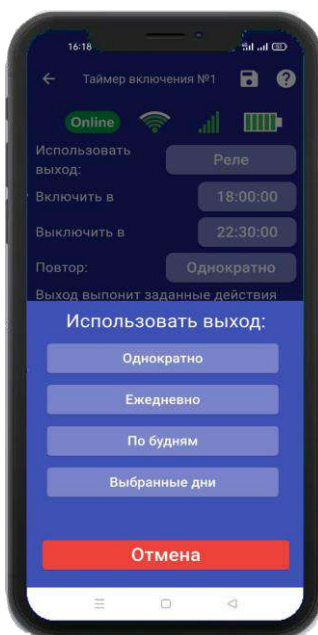 16:18
Таймер включения №1
Online
Использовать
выход:
Реле
Включить в
18:00:00
Выключить в
22:30:00
Повтор:
Однократно
Выход выпонит заданные действия
Использовать выход:
Однократно
Ежедневно
По будням
Выбранные дни
Отмена